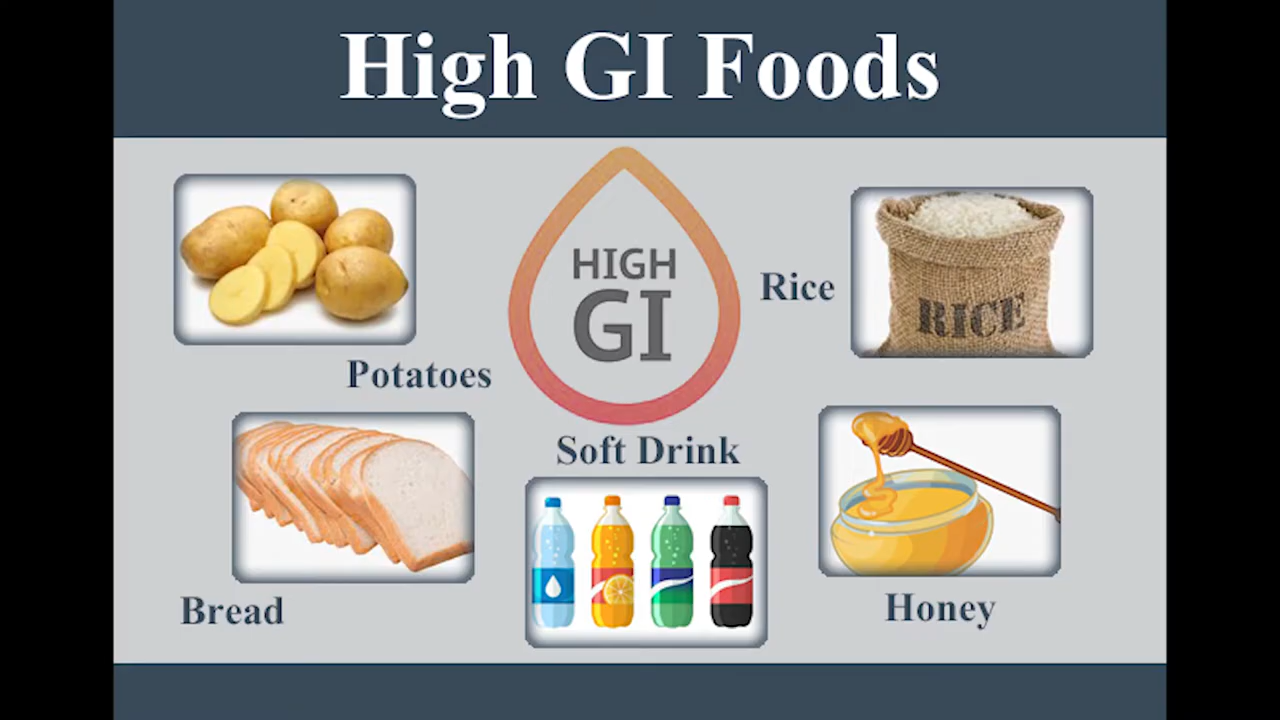 High GI Foods
HIGH
GI
Rice
RICE
Potatoes
Soft Drink
Bread
Honey